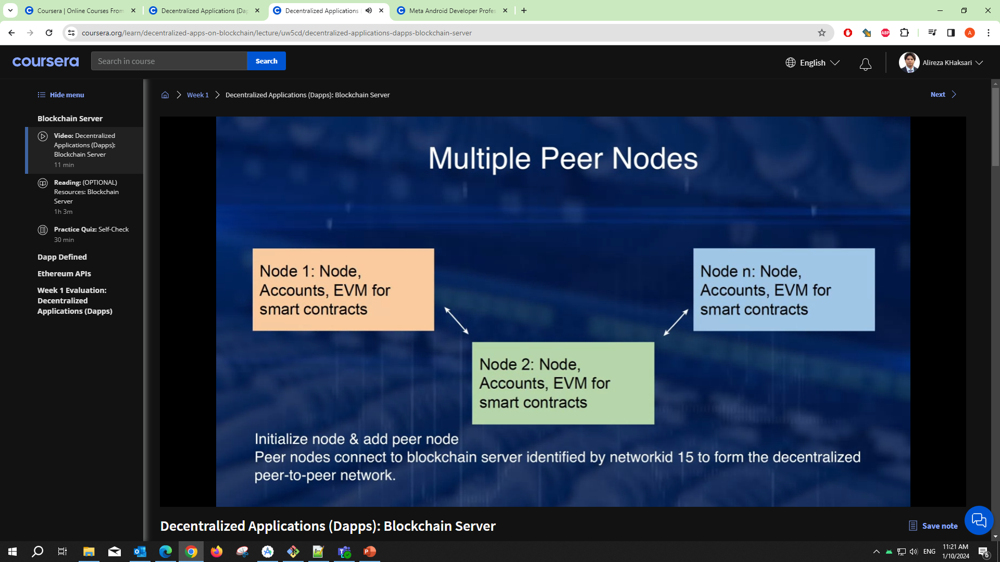 Coursera | Online Courses From
Decentralized Applications (Dap
Decentralized Applications
Meta Android Developer Profes
coursera.org/learn/decentralized-apps-on-blockchain/lecture/uw5cd/decentralized-applications-dapps-blockchain-server
ABP
A
coursera
Search in course
Search
English
Alireza KHaksari
Hide menu
Week 1
Decentralized Applications (Dapps): Blockchain Server
Next
Blockchain Server
Video: Decentralized
Applications (Dapps):
Blockchain Server
11 min
Reading: (OPTIONAL)
Resources: Blockchain
Server
1h 3m
Practice Quiz: Self-Check
30 min
Dapp Defined
Ethereum APIs
Week 1 Evaluation:
Decentralized
Applications (Dapps)
Multiple Peer Nodes
Node 1: Node,
Accounts, EVM for
smart contracts
Node n: Node,
Accounts, EVM for
smart contracts
Node 2: Node,
Accounts, EVM for
smart contracts
Initialize node & add peer node
Peer nodes connect to blockchain server identified by networkid 15 to form the decentralized
peer-to-peer network.
Decentralized Applications (Dapps): Blockchain Server
Save note
ENG
11:21 AM
1/10/2024
6